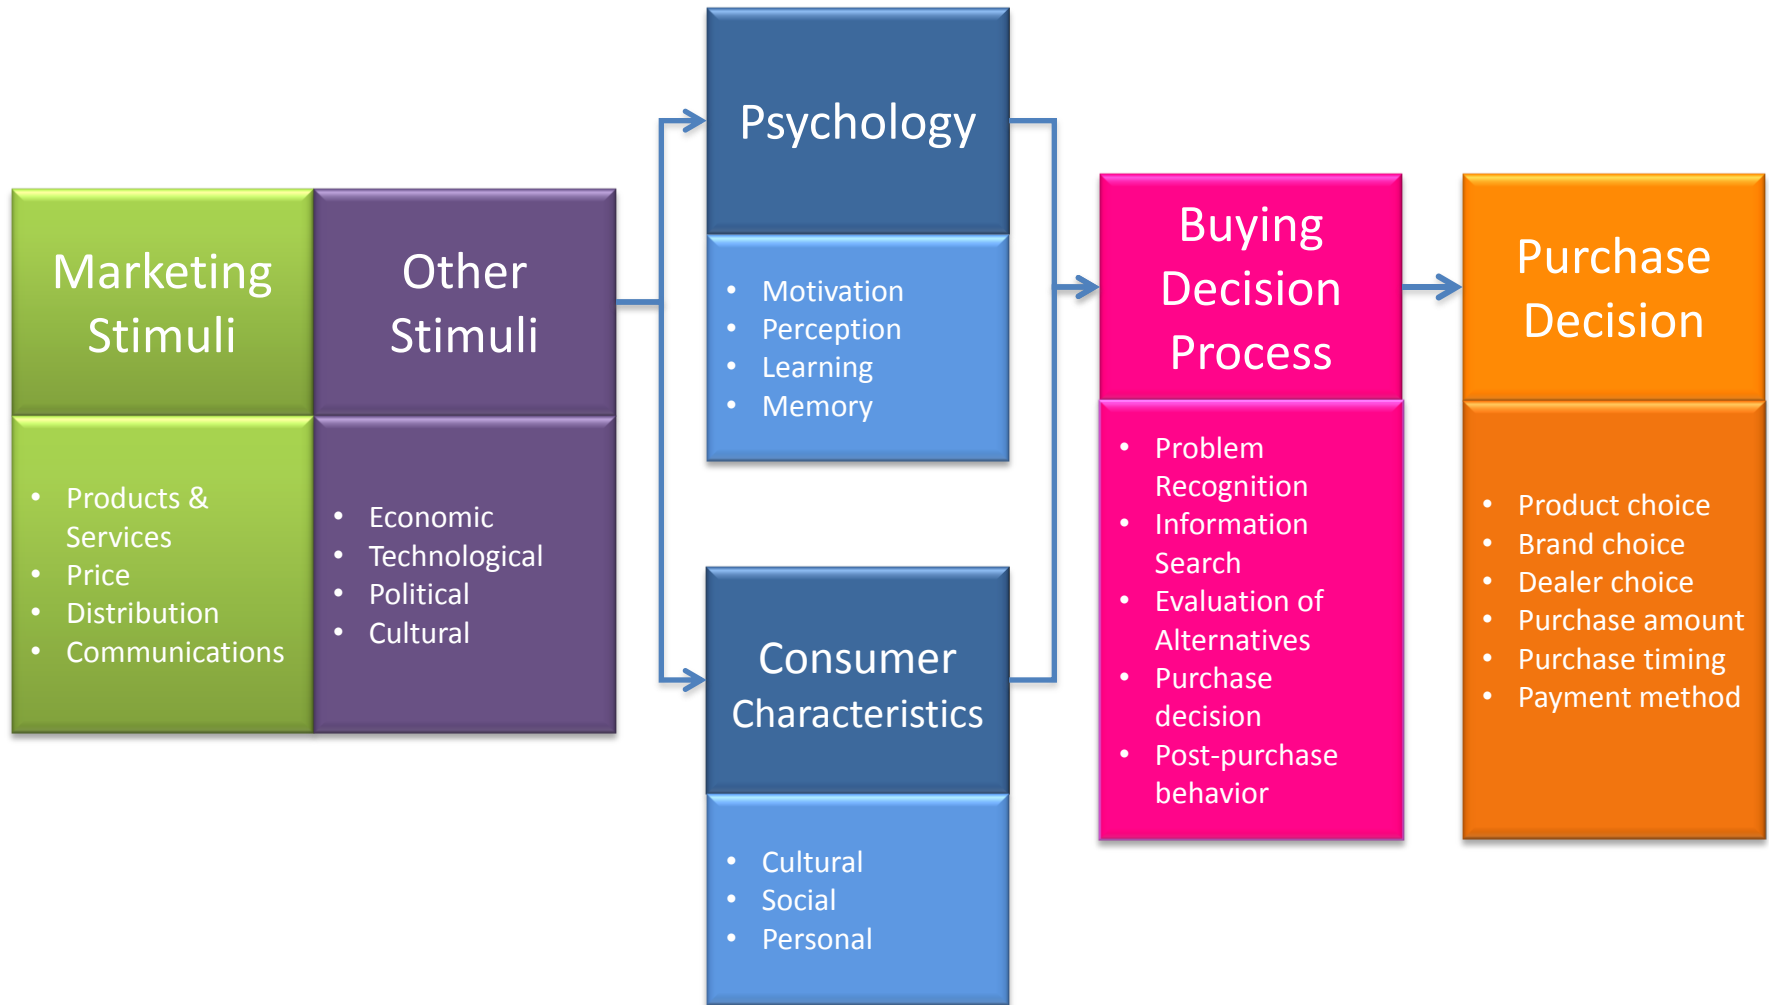 Marketing
Stimuli
• Products &
Services
• Price
• Distribution
• Communications
Other
Stimuli
• Economic
• Technological
• Political
• Cultural
Psychology
• Motivation
• Perception
• Learning
• Memory
Consumer
Characteristics
• Cultural
• Social
• Personal
Buying
Decision
Process
• Problem
Recognition
• Information
Search
• Evaluation of
Alternatives
• Purchase
decision
• Post-purchase
behavior
Purchase
Decision
• Product choice
• Brand choice
• Dealer choice
• Purchase amount
• Purchase timing
• Payment method